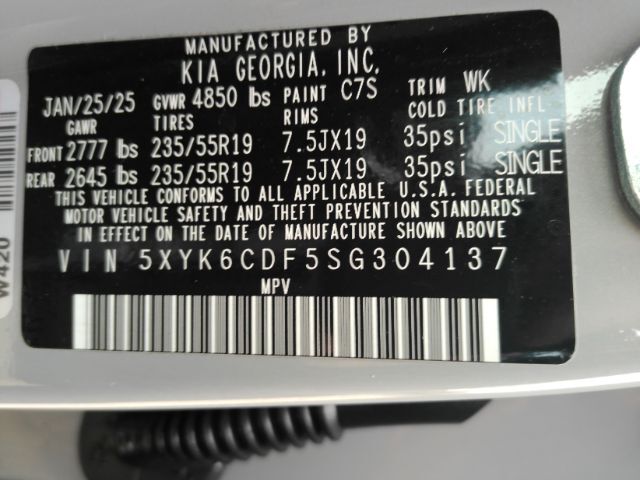 MANUFACTURED BY
KIA GEORGIA, INC.
JAN/25/25 GVWR 4850 lbs PAINT C7S TRIM WK
GAWR TIRES RIMS COLD TIRE INFL.
FRONT 2777 lbs 235/55R19 7.5JX19 35psi SINGLE
REAR 2645 lbs 235/55R19 7.5JX19 35psi SINGLE
THIS VEHICLE CONFORMS TO ALL APPLICABLE U.S.A. FEDERAL
MOTOR VEHICLE SAFETY AND THEFT PREVENTION STANDARDS
IN EFFECT ON THE DATE OF MANUFACTURE SHOWN ABOVE.
VIN 5XYK6CDF5SG304137
MPV
W420